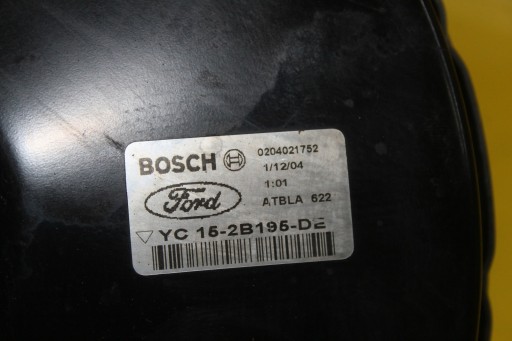 BOSCH
0204021752
1/12/04
1:01
ATBLA 622
Ford
YC 15-2B195-DE